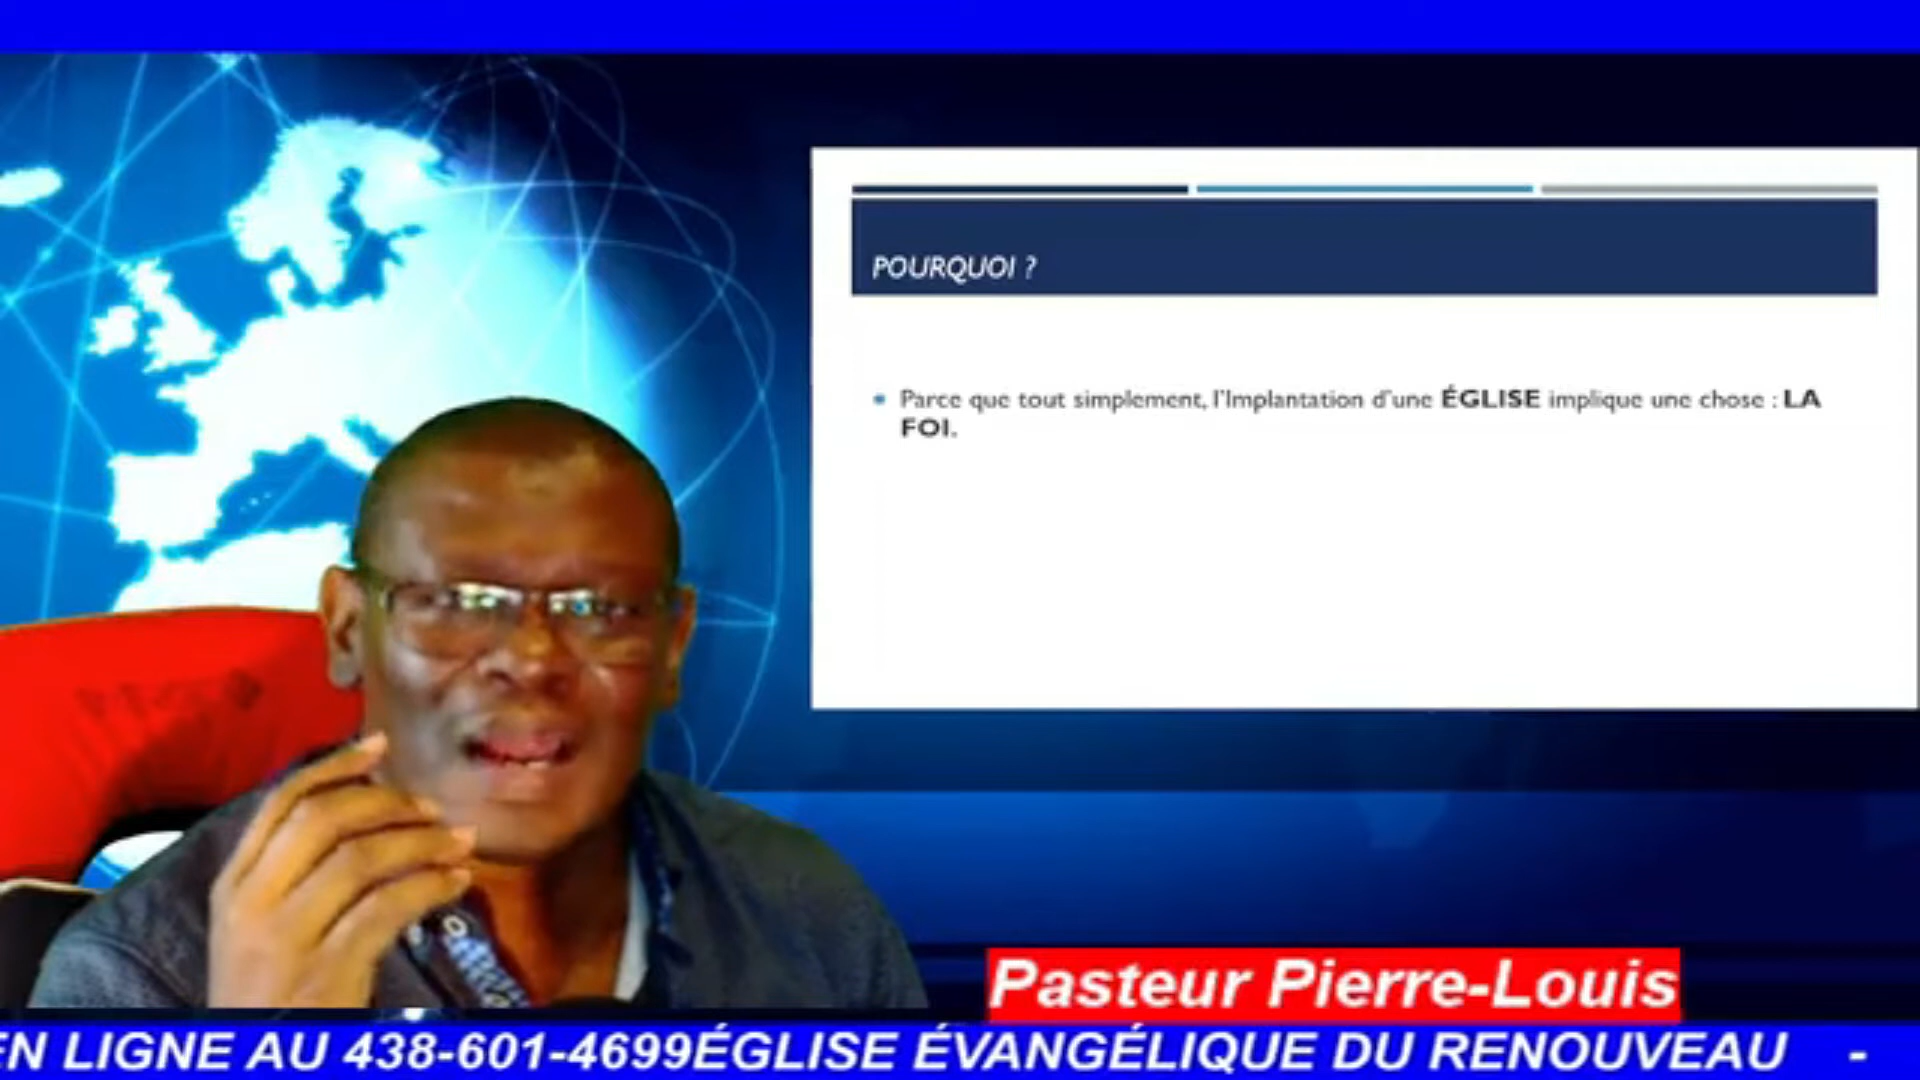 POURQUOI ?
Parce que tout simplement, l'Implantation d'une ÉGLISE implique une chose : LA
FOI.
Pasteur Pierre-Louis
EN LIGNE AU 438-601-4699ÉGLISE ÉVANGÉLIQUE DU RENOUVEAU -